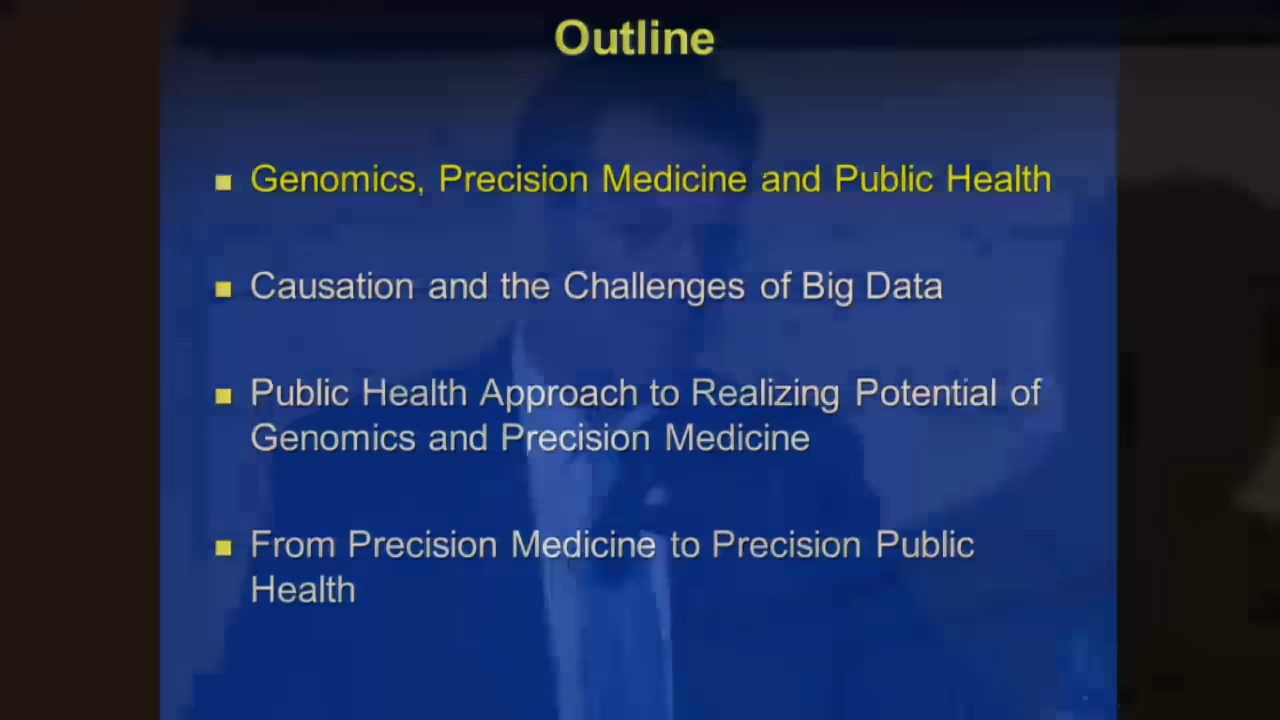 Outline
Genomics, Precision Medicine and Public Health
Causation and the Challenges of Big Data
Public Health Approach to Realizing Potential of
Genomics and Precision Medicine
From Precision Medicine to Precision Public
Health